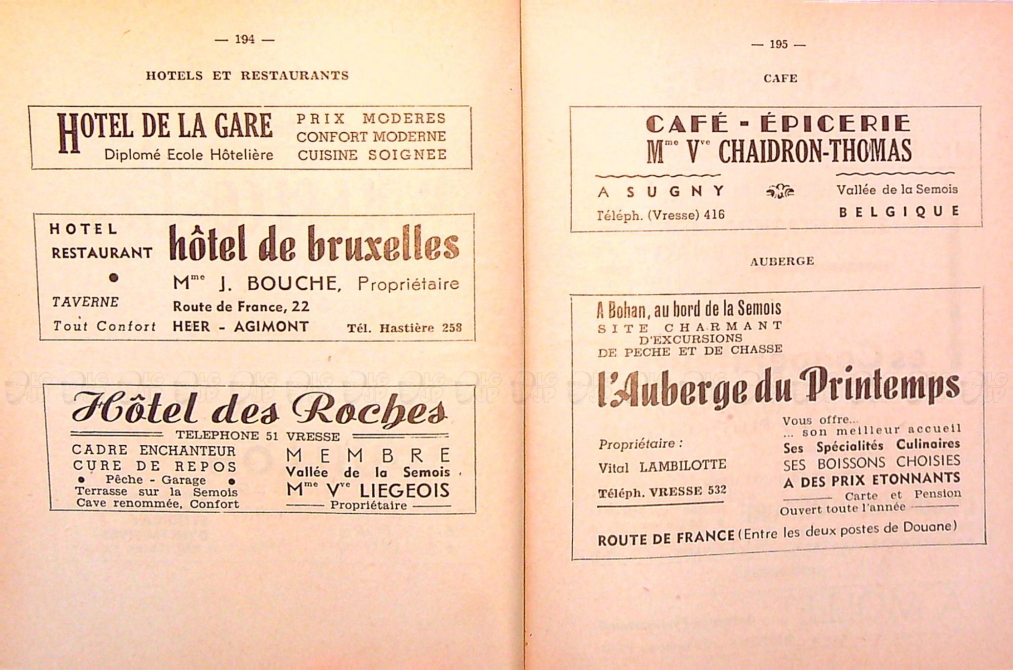 — 194 —
HOTELS ET RESTAURANTS
HOTEL DE LA GARE
Diplomé Ecole Hôtelière
PRIX MODERES
CONFORT MODERNE
CUISINE SOIGNEE
HOTEL
RESTAURANT
●
TAVERNE
Tout Confort
hôtel de bruxelles
Mme J. BOUCHE, Propriétaire
Route de France, 22
HEER - AGIMONT Tél. Hastière 258
Hôtel des Roches
TELEPHONE 51 VRESSE
CADRE ENCHANTEUR
CURE DE REPOS
● Pêche - Garage ●
Terrasse sur la Semois
Cave renommée, Confort
MEMBRE
Vallée de la Semois
Mme Vve LIEGEOIS
Propriétaire
— 195 —
CAFE
CAFÉ - ÉPICERIE
Mme Vve CHAIDRON-THOMAS
A SUGNY
Téléph. (Vresse) 416
Vallée de la Semois
BELGIQUE
AUBERGE
A Bohan, au bord de la Semois
SITE CHARMANT
D'EXCURSIONS
DE PECHE ET DE CHASSE
l'Auberge du Printemps
Propriétaire :
Vital LAMBILOTTE
Téléph. VRESSE 532
Vous offre...
... son meilleur accueil
Ses Spécialités Culinaires
SES BOISSONS CHOISIES
A DES PRIX ETONNANTS
Carte et Pension
Ouvert toute l'année
ROUTE DE FRANCE (Entre les deux postes de Douane)